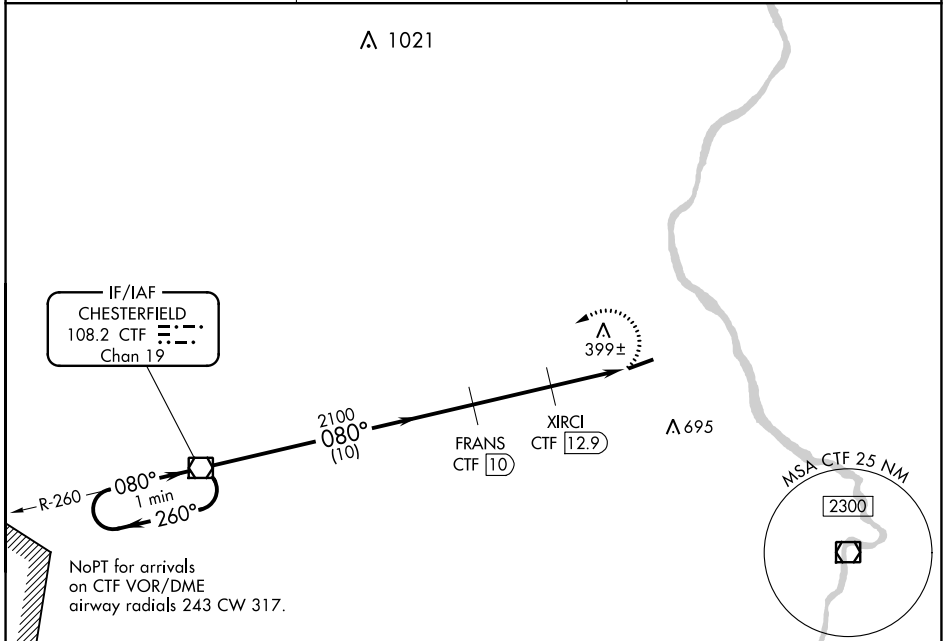 1021
IF/IAF
CHESTERFIELD
108.2 CTF
Chan 19
399±
2100
080°
(10)
XIRCI
CTF 12.9
FRANS
CTF 10
695
R-260
080°
1 min
260°
MSA CTF 25 NM
2300
NoPT for arrivals
on CTF VOR/DME
airway radials 243 CW 317.